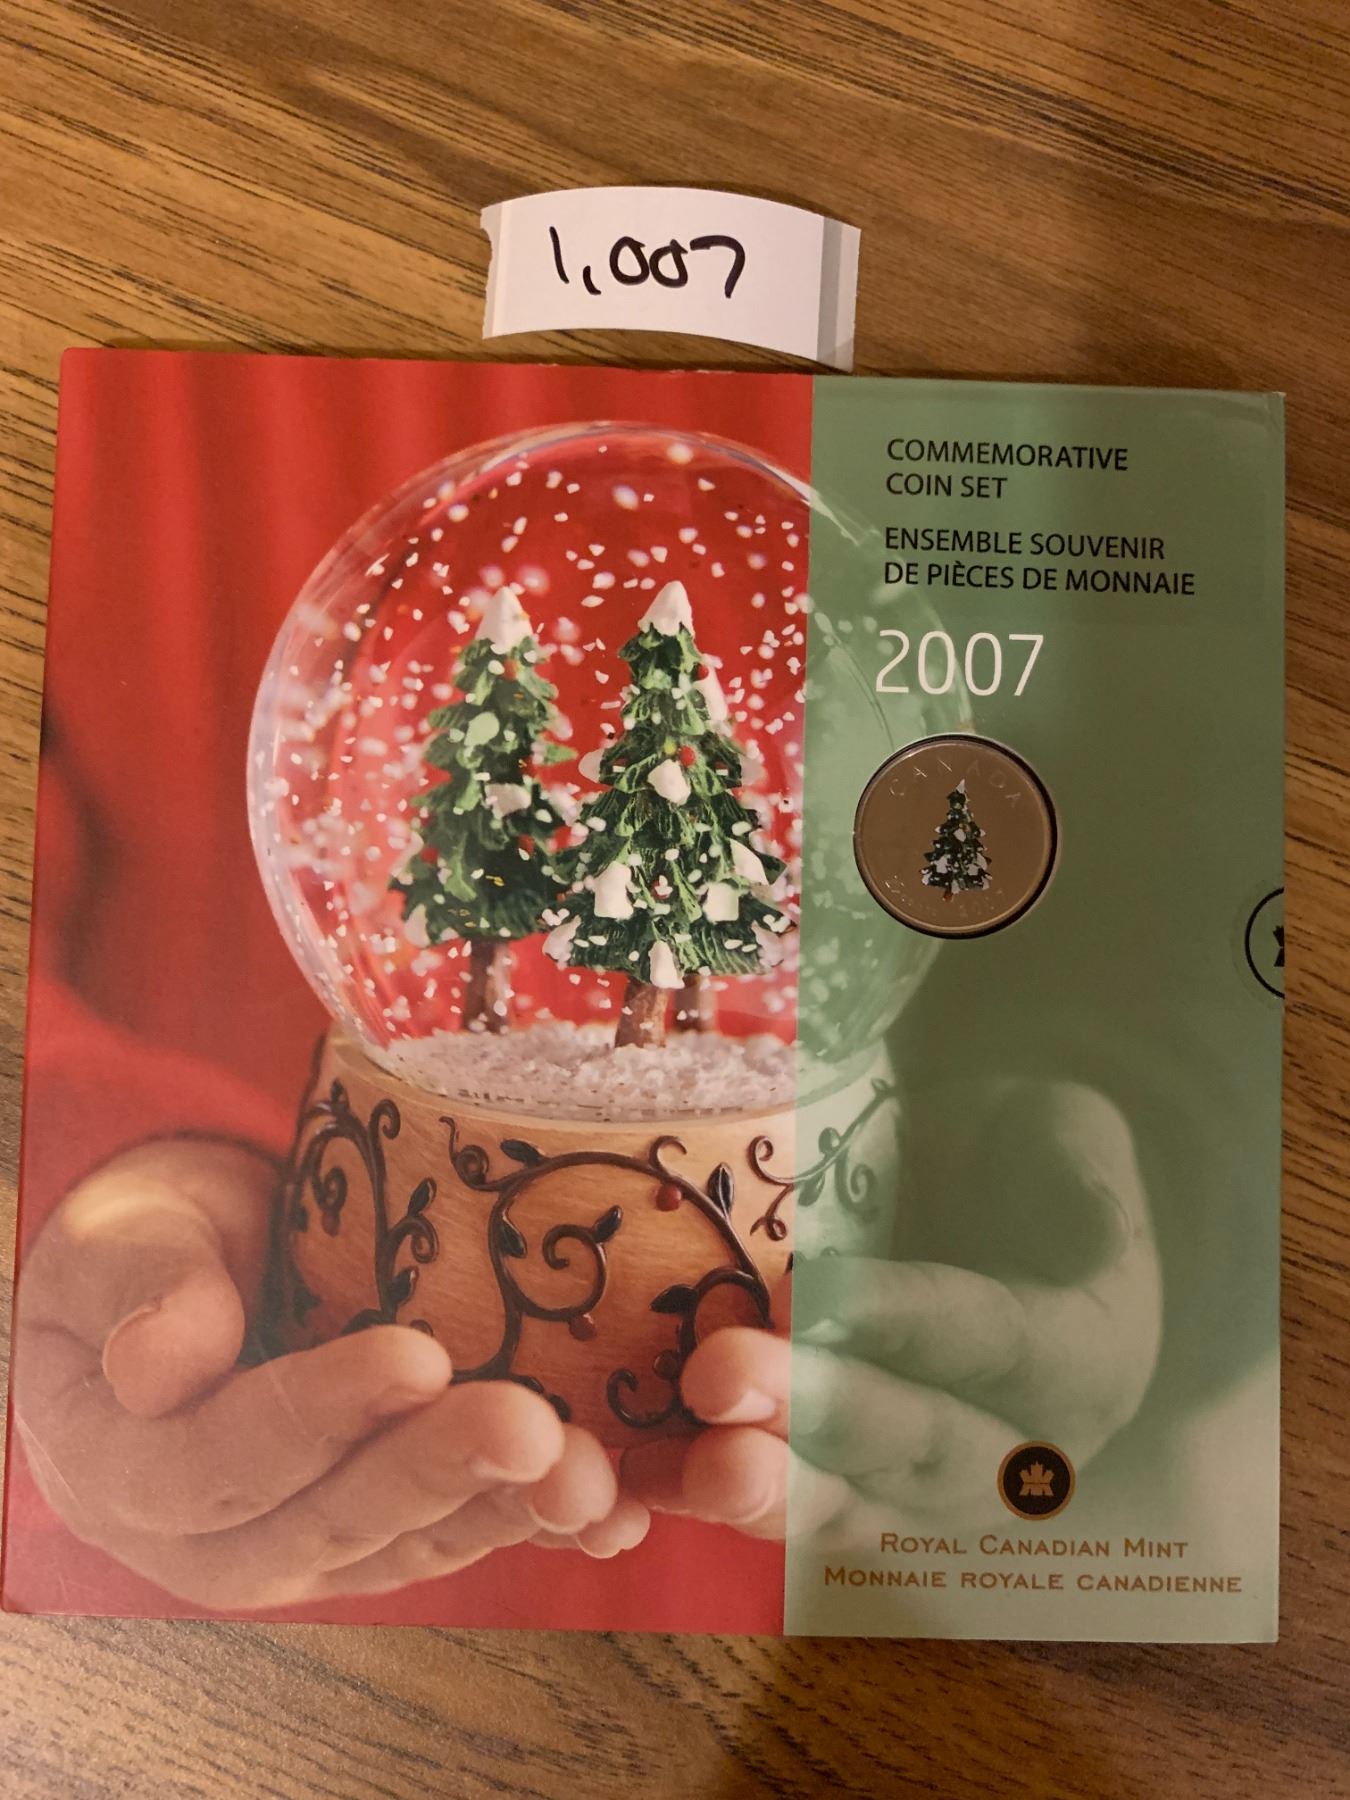 1,007
COMMEMORATIVE
COIN SET
ENSEMBLE SOUVENIR
DE PIÈCES DE MONNAIE
2007
CANADA
ROYAL CANADIAN MINT
MONNAIE ROYALE CANADIENNE